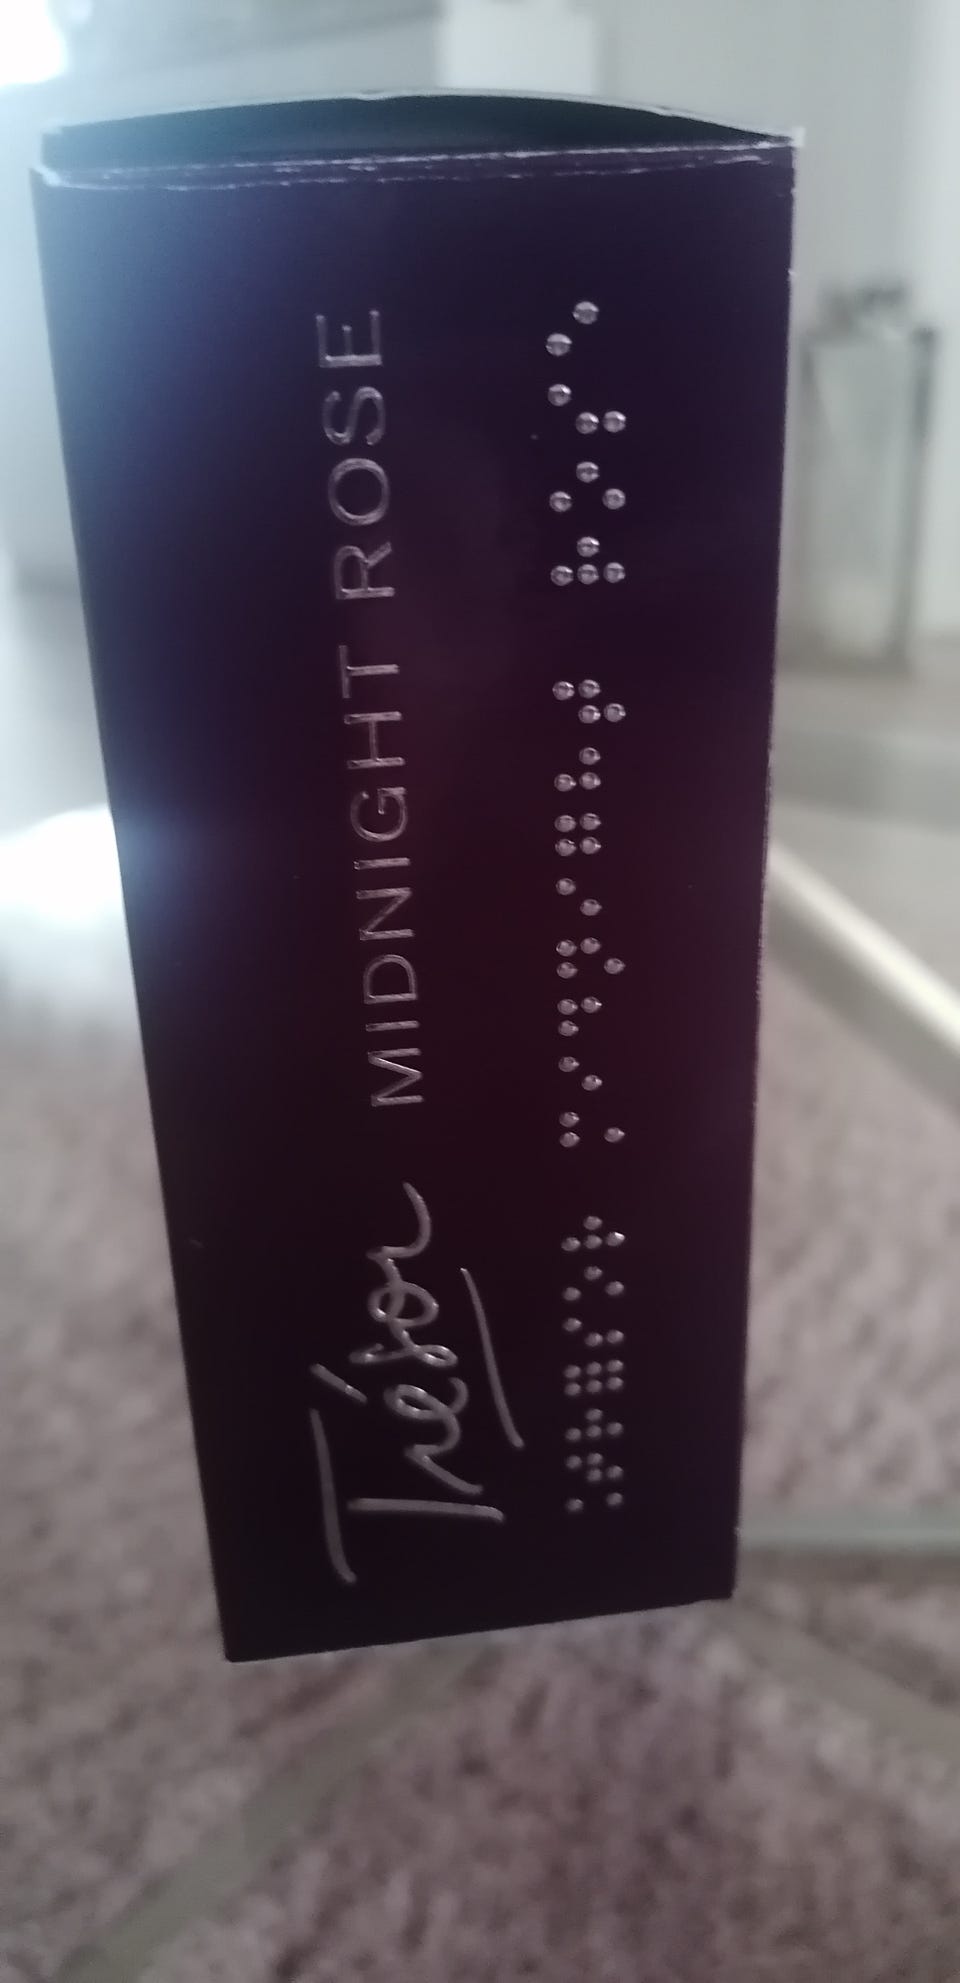 Trésor MIDNIGHT ROSE
⠨⠞⠗⠿⠎⠕⠗ ⠍⠊⠙⠝⠊⠛⠓⠞ ⠗⠕⠎⠑